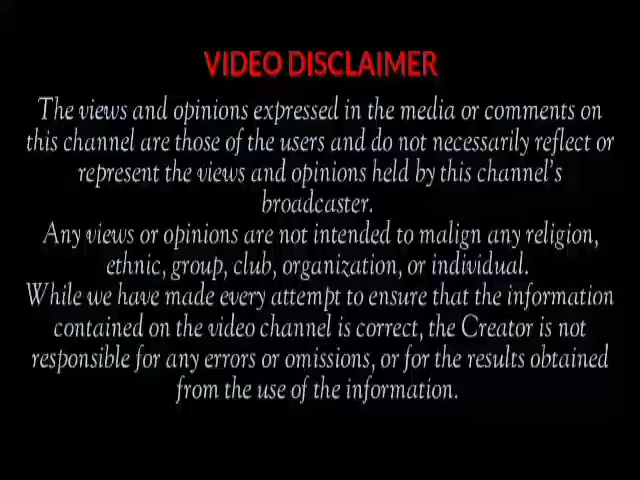 VIDEO DISCLAIMER
The views and opinions expressed in the media or comments on
this channel are those of the users and do not necessarily reflect or
represent the views and opinions held by this channel's
broadcaster.
Any views or opinions are not intended to malign any religion,
ethnic, group, club, organization, or individual.
While we have made every attempt to ensure that the information
contained on the video channel is correct, the Creator is not
responsible for any errors or omissions, or for the results obtained
from the use of the information.